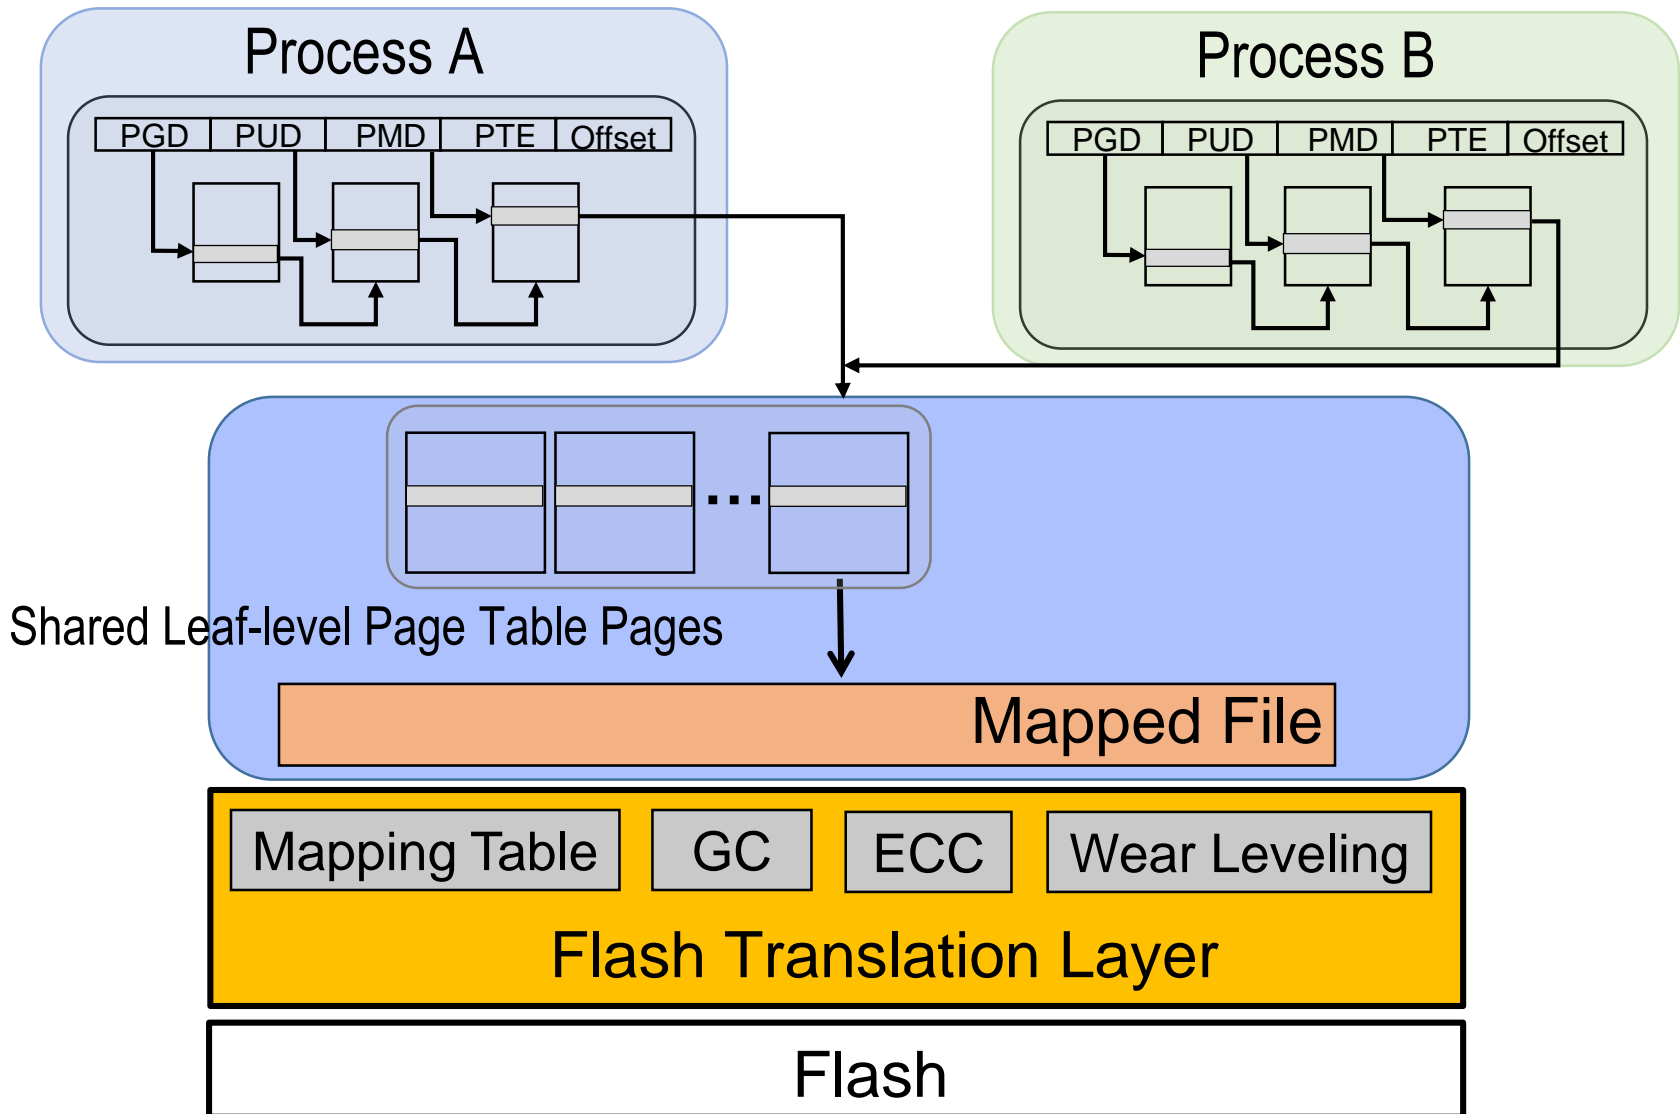 Process A
Process B
PGD PUD PMD PTE Offset
PGD PUD PMD PTE Offset
...
Shared Leaf-level Page Table Pages
Mapped File
Mapping Table
GC
ECC
Wear Leveling
Flash Translation Layer
Flash